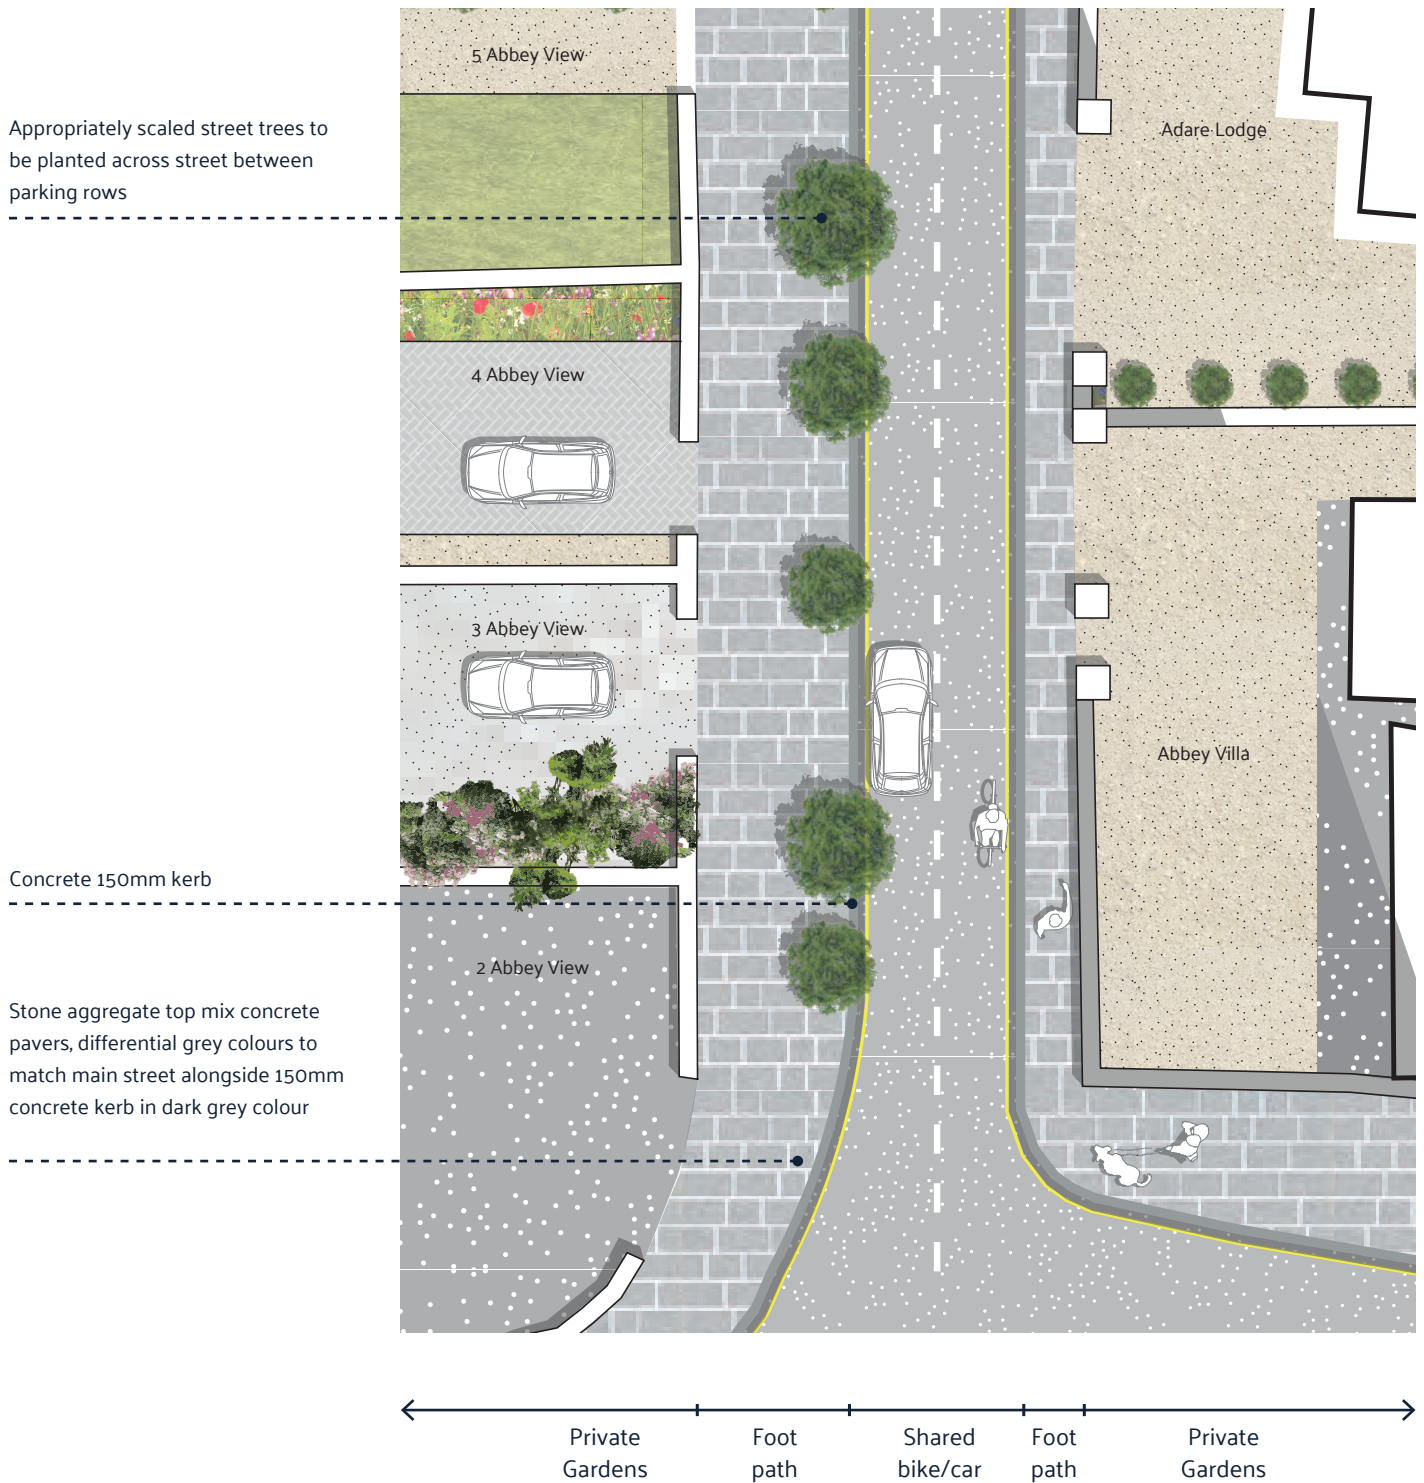 5 Abbey View
Appropriately scaled street trees to
be planted across street between
parking rows
Adare Lodge
4 Abbey View
3 Abbey View
Abbey Villa
Concrete 150mm kerb
2 Abbey View
Stone aggregate top mix concrete
pavers, differential grey colours to
match main street alongside 150mm
concrete kerb in dark grey colour
Private
Gardens
Foot
path
Shared
bike/car
Foot
path
Private
Gardens